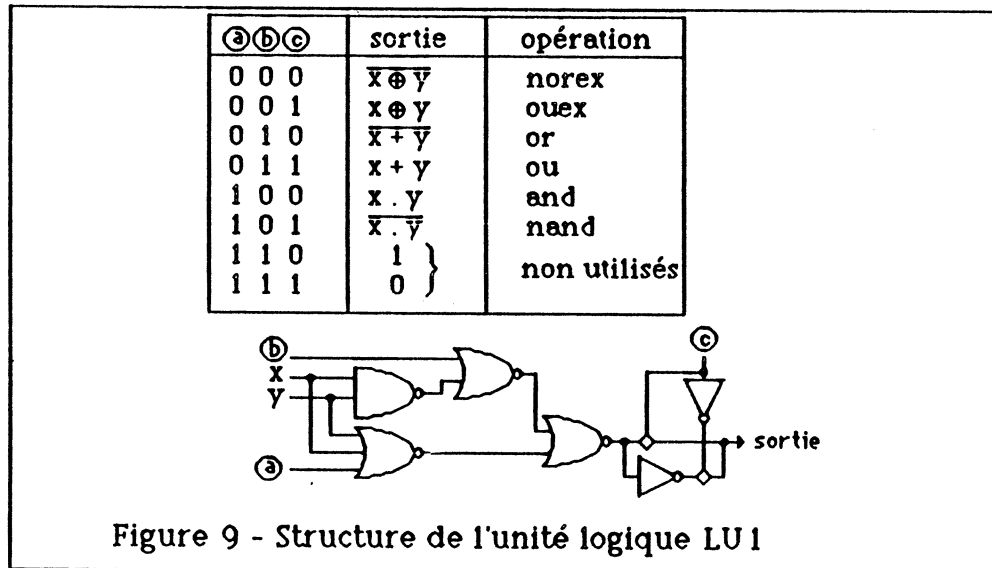 ⓐⓑⓒ sortie opération
0 0 0 x̅ ̅⊕̅ ̅y̅ norex
0 0 1 x ⊕ y ouex
0 1 0 x̅ ̅+̅ ̅y̅ or
0 1 1 x + y ou
1 0 0 x . y and
1 0 1 x̅ ̅.̅ ̅y̅ nand
1 1 0 1
1 1 1 0 } non utilisés
ⓑ
x
y
ⓐ
ⓒ
sortie
Figure 9 - Structure de l'unité logique LU1